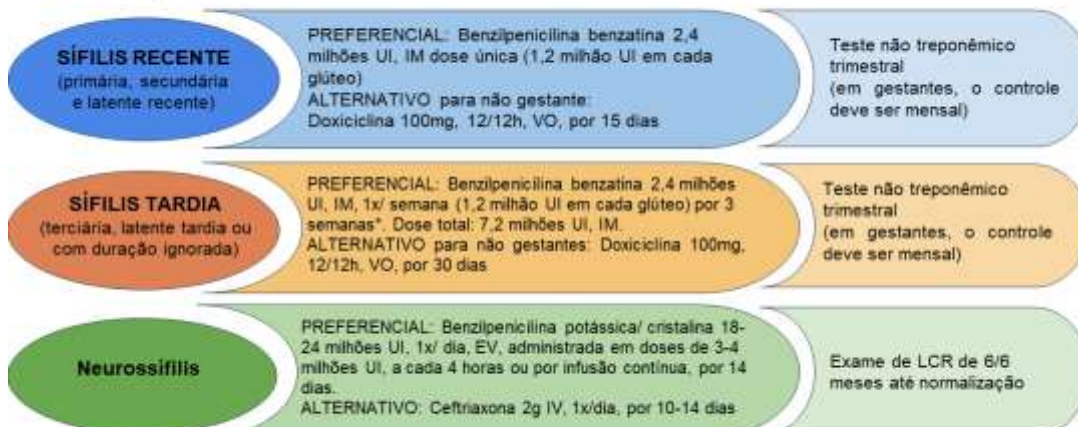 SÍFILIS RECENTE
(primária, secundária
e latente recente)
PREFERENCIAL: Benzilpenicilina benzatina 2,4
milhões UI, IM dose única (1,2 milhão UI em cada
glúteo)
ALTERNATIVO para não gestante:
Doxiciclina 100mg, 12/12h, VO, por 15 dias
Teste não treponêmico
trimestral
(em gestantes, o controle
deve ser mensal)
SÍFILIS TARDIA
(terciária, latente tardia ou
com duração ignorada)
PREFERENCIAL: Benzilpenicilina benzatina 2,4 milhões
UI, IM, 1x/ semana (1,2 milhão UI em cada glúteo) por 3
semanas*. Dose total: 7,2 milhões UI, IM.
ALTERNATIVO para não gestantes: Doxiciclina 100mg,
12/12h, VO, por 30 dias
Teste não treponêmico
trimestral
(em gestantes, o controle
deve ser mensal)
Neurossífilis
PREFERENCIAL: Benzilpenicilina potássica/ cristalina 18-
24 milhões UI, 1x/ dia, EV, administrada em doses de 3-4
milhões UI, a cada 4 horas ou por infusão contínua, por 14
dias.
ALTERNATIVO: Ceftriaxona 2g IV, 1x/dia, por 10-14 dias
Exame de LCR de 6/6
meses até normalização